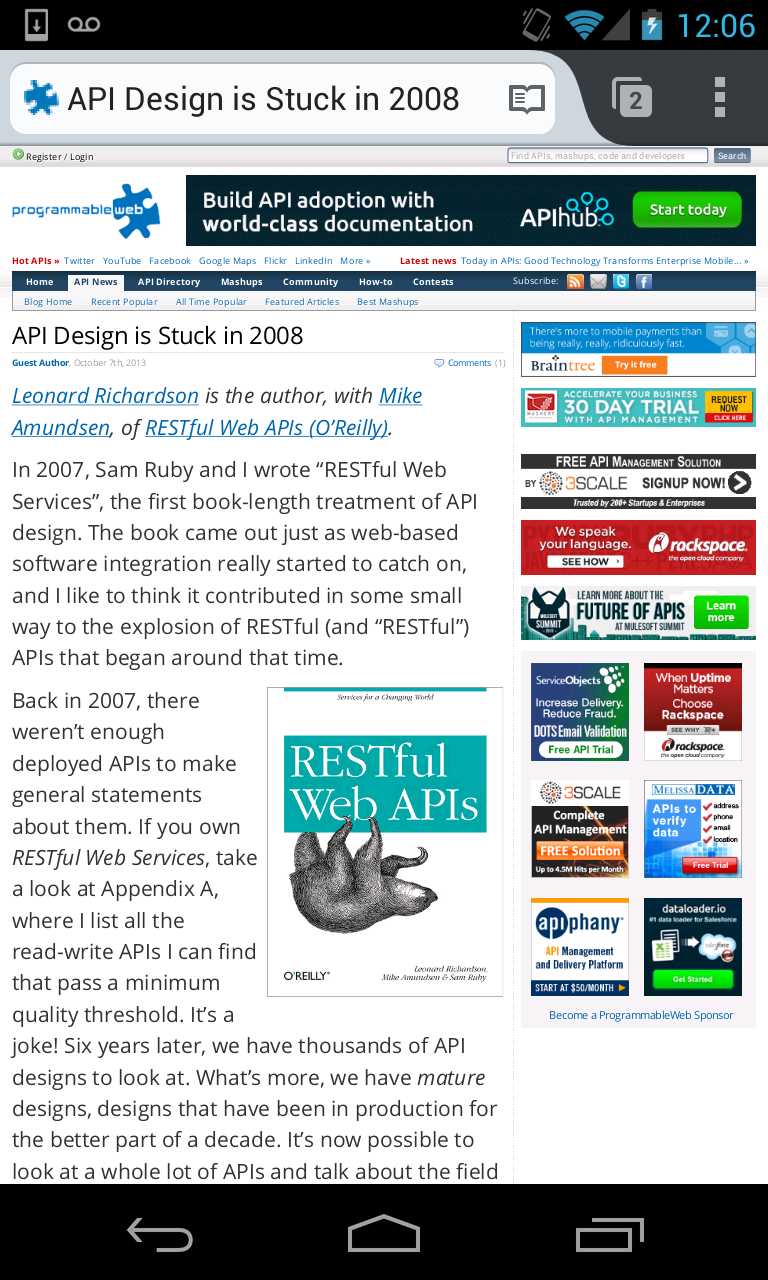 12:06
API Design is Stuck in 2008
2
Register / Login
Find APIs, mashups, code and developers
Search
programmableweb
Build API adoption with
world-class documentation
APIhub
Start today
Hot APIs » Twitter YouTube Facebook Google Maps Flickr LinkedIn More »
Latest news Today in APIs: Good Technology Transforms Enterprise Mobile... »
Home API News API Directory Mashups Community How-to Contests
Subscribe:
Blog Home Recent Popular All Time Popular Featured Articles Best Mashups
API Design is Stuck in 2008
Guest Author, October 7th, 2013
Comments (1)
Leonard Richardson is the author, with Mike
Amundsen, of RESTful Web APIs (O’Reilly).
In 2007, Sam Ruby and I wrote “RESTful Web
Services”, the first book-length treatment of API
design. The book came out just as web-based
software integration really started to catch on,
and I like to think it contributed in some small
way to the explosion of RESTful (and “RESTful”)
APIs that began around that time.
Back in 2007, there
weren’t enough
deployed APIs to make
general statements
about them. If you own
RESTful Web Services, take
a look at Appendix A,
where I list all the
read-write APIs I can find
that pass a minimum
quality threshold. It’s a
joke! Six years later, we have thousands of API
designs to look at. What’s more, we have mature
designs, designs that have been in production for
the better part of a decade. It’s now possible to
look at a whole lot of APIs and talk about the field
Services for a Changing World
RESTful
Web APIs
O'REILLY®
Leonard Richardson,
Mike Amundsen & Sam Ruby
There's more to mobile payments than
being really, really, ridiculously fast.
Braintree
Try it free
MASHERY
ACCELERATE YOUR BUSINESS
30 DAY TRIAL
WITH API MANAGEMENT
REQUEST
NOW
CLICK HERE
FREE API MANAGEMENT SOLUTION
BY 3SCALE SIGNUP NOW!
Trusted by 200+ Startups & Enterprises
We speak
your language.
SEE HOW
rackspace.
the open cloud company
MULESOFT
SUMMIT
LEARN MORE ABOUT THE
FUTURE OF APIS
AT MULESOFT SUMMIT
Learn
more
ServiceObjects
Increase Delivery.
Reduce Fraud.
DOTS Email Validation
Free API Trial
When Uptime
Matters
Choose
Rackspace
SEE WHY
rackspace.
the open cloud company
3SCALE
Complete
API Management
FREE Solution
Up to 4.5M Hits per Month
MELISSA DATA
APIs to
verify
data
address
phone
email
location
Free Trial
apiphany
API Management
and Delivery Platform
START AT $50/MONTH
dataloader.io
#1 data loader for Salesforce
salesforce
Get Started
Become a ProgrammableWeb Sponsor